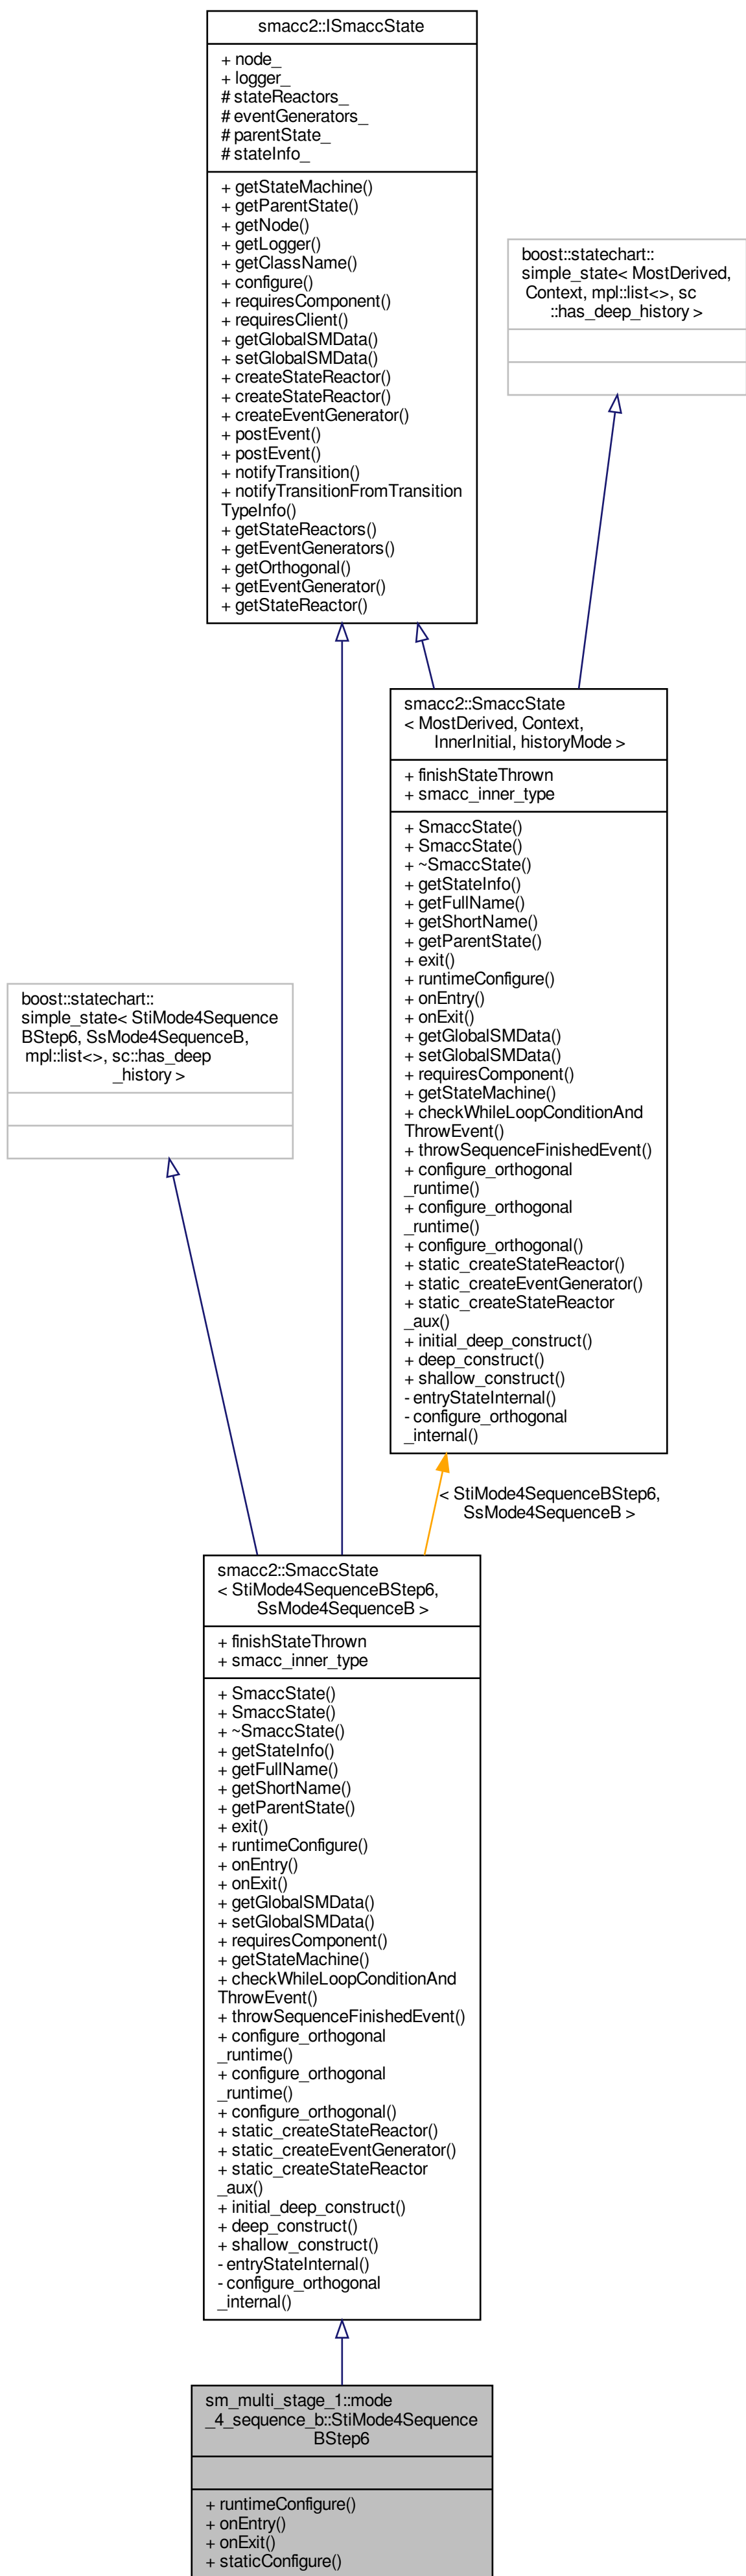 smacc2::ISmaccState
+ node_
+ logger_
# stateReactors_
# eventGenerators_
# parentState_
# stateInfo_
+ getStateMachine()
+ getParentState()
+ getNode()
+ getLogger()
+ getClassName()
+ configure()
+ requiresComponent()
+ requiresClient()
+ getGlobalSMData()
+ setGlobalSMData()
+ createStateReactor()
+ createStateReactor()
+ createEventGenerator()
+ postEvent()
+ postEvent()
+ notifyTransition()
+ notifyTransitionFromTransition
TypeInfo()
+ getStateReactors()
+ getEventGenerators()
+ getOrthogonal()
+ getEventGenerator()
+ getStateReactor()
boost::statechart::
simple_state< MostDerived,
Context, mpl::list<>, sc
::has_deep_history >
smacc2::SmaccState
< MostDerived, Context,
InnerInitial, historyMode >
+ finishStateThrown
+ smacc_inner_type
+ SmaccState()
+ SmaccState()
+ ~SmaccState()
+ getStateInfo()
+ getFullName()
+ getShortName()
+ getParentState()
+ exit()
+ runtimeConfigure()
+ onEntry()
+ onExit()
+ getGlobalSMData()
+ setGlobalSMData()
+ requiresComponent()
+ getStateMachine()
+ checkWhileLoopConditionAnd
ThrowEvent()
+ throwSequenceFinishedEvent()
+ configure_orthogonal
_runtime()
+ configure_orthogonal
_runtime()
+ configure_orthogonal()
+ static_createStateReactor()
+ static_createEventGenerator()
+ static_createStateReactor
_aux()
+ initial_deep_construct()
+ deep_construct()
+ shallow_construct()
- entryStateInternal()
- configure_orthogonal
_internal()
boost::statechart::
simple_state< StiMode4Sequence
BStep6, SsMode4SequenceB,
mpl::list<>, sc::has_deep
_history >
< StiMode4SequenceBStep6,
SsMode4SequenceB >
smacc2::SmaccState
< StiMode4SequenceBStep6,
SsMode4SequenceB >
+ finishStateThrown
+ smacc_inner_type
+ SmaccState()
+ SmaccState()
+ ~SmaccState()
+ getStateInfo()
+ getFullName()
+ getShortName()
+ getParentState()
+ exit()
+ runtimeConfigure()
+ onEntry()
+ onExit()
+ getGlobalSMData()
+ setGlobalSMData()
+ requiresComponent()
+ getStateMachine()
+ checkWhileLoopConditionAnd
ThrowEvent()
+ throwSequenceFinishedEvent()
+ configure_orthogonal
_runtime()
+ configure_orthogonal
_runtime()
+ configure_orthogonal()
+ static_createStateReactor()
+ static_createEventGenerator()
+ static_createStateReactor
_aux()
+ initial_deep_construct()
+ deep_construct()
+ shallow_construct()
- entryStateInternal()
- configure_orthogonal
_internal()
sm_multi_stage_1::mode
_4_sequence_b::StiMode4Sequence
BStep6
+ runtimeConfigure()
+ onEntry()
+ onExit()
+ staticConfigure()